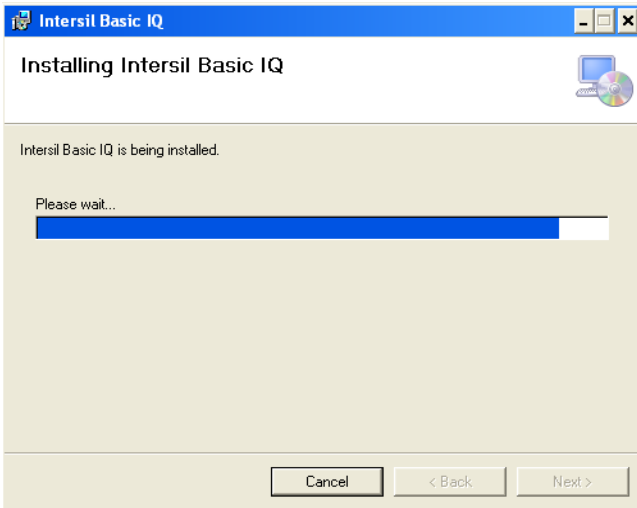 Intersil Basic IQ
Installing Intersil Basic IQ
Intersil Basic IQ is being installed.
Please wait...
Cancel
< Back
Next >